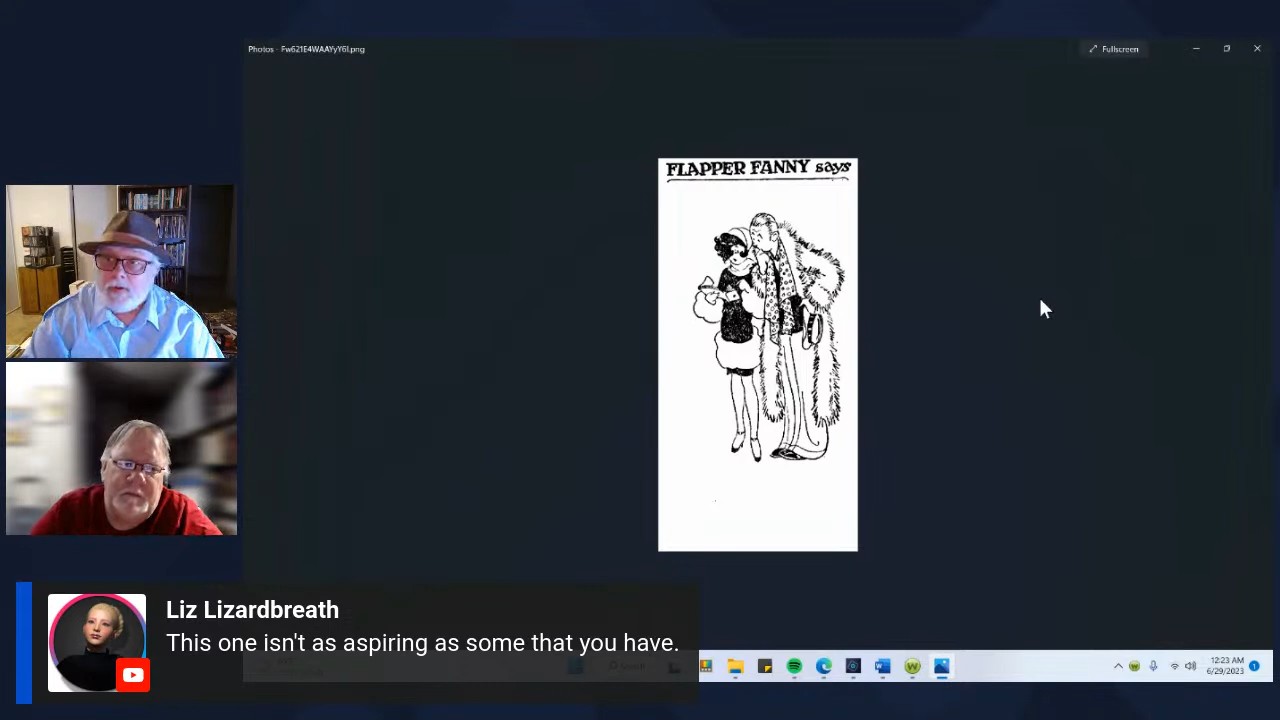 Photos - Fw621E4WAAYyY6I.png
Fullscreen
FLAPPER FANNY says
Liz Lizardbreath
This one isn't as aspiring as some that you have.
12:23 AM
6/29/2023